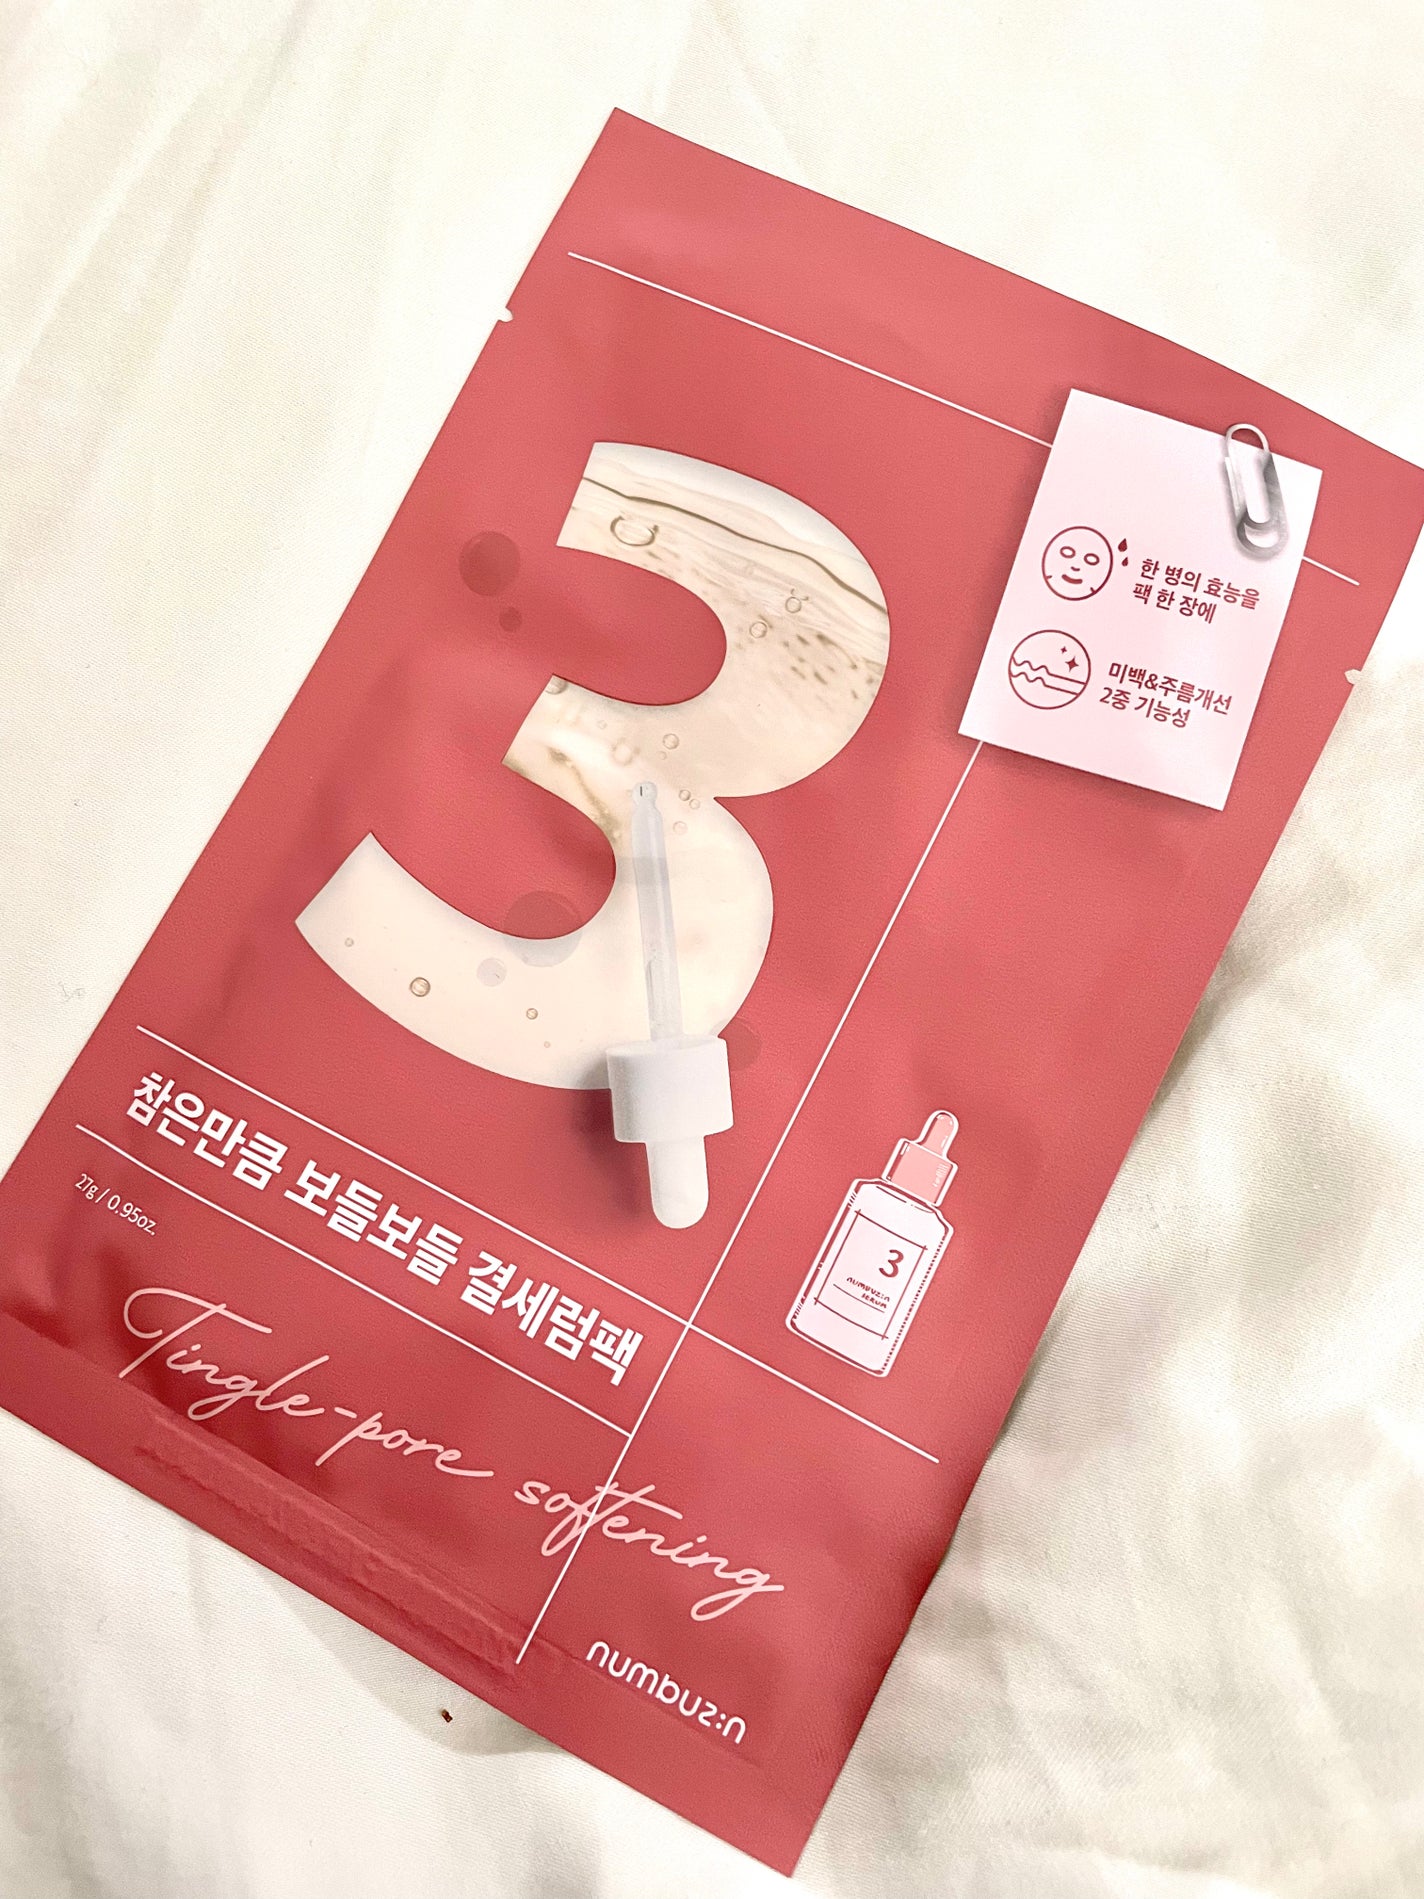 3
한 병의 효능을
팩 한 장에
미백&주름개선
2중 기능성
참은만큼 보들보들 결세럼팩
27g / 0.95oz.
3
numbuz:n
SERUM
Tingle-pore softening
numbuz:n